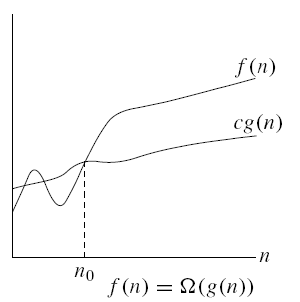 f(n)
cg(n)
n
n₀
f(n) = Ω(g(n))